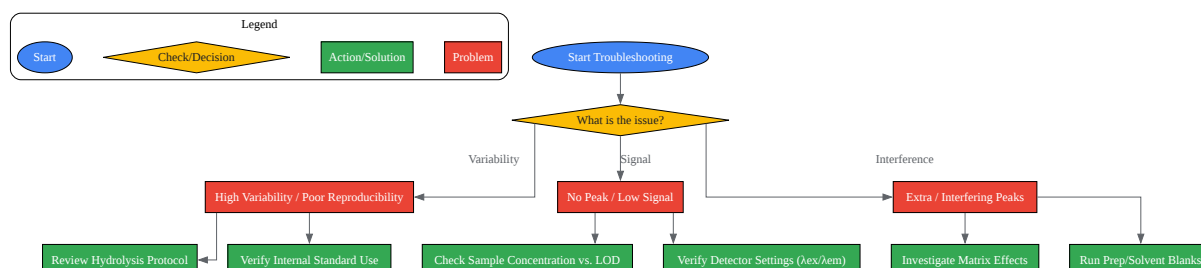 Legend
Start
Check/Decision
Action/Solution
Problem
Start Troubleshooting
What is the issue?
Variability
Signal
Interference
High Variability / Poor Reproducibility
No Peak / Low Signal
Extra / Interfering Peaks
Review Hydrolysis Protocol
Verify Internal Standard Use
Check Sample Concentration vs. LOD
Verify Detector Settings (λex/λem)
Investigate Matrix Effects
Run Prep/Solvent Blanks